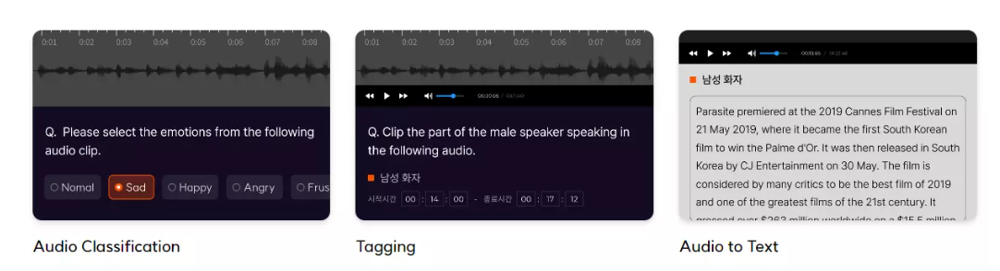 0:01 0:02 0:03 0:04 0:05 0:06 0:07 0:08
Q. Please select the emotions from the following
audio clip.
Nomal Sad Happy Angry Frus
Audio Classification
0:01 0:02 0:03 0:04 0:05 0:06 0:07 0:08
Q. Clip the part of the male speaker speaking in
the following audio.
남성 화자
시작시간 00 : 14 : 00 - 종료시간 00 : 17 : 12
Tagging
남성 화자
Parasite premiered at the 2019 Cannes Film Festival on
21 May 2019, where it became the first South Korean
film to win the Palme d'Or. It was then released in South
Korea by CJ Entertainment on 30 May. The film is
considered by many critics to be the best film of 2019
and one of the greatest films of the 21st century. It
grossed over $263 million worldwide on a $15.5 million
Audio to Text